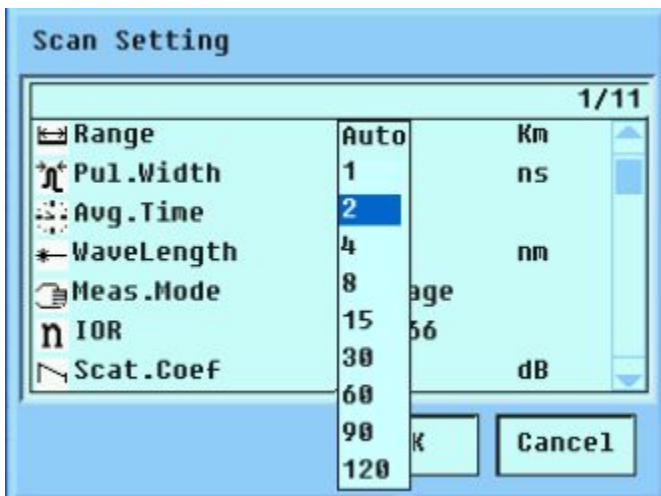 Scan Setting
1/11
Range Auto Km
Pul.Width 1 ns
Avg.Time 2
WaveLength 4 nm
Meas.Mode 8 age
n IOR 15 66
Scat.Coef 30 dB
60
90 K Cancel
120